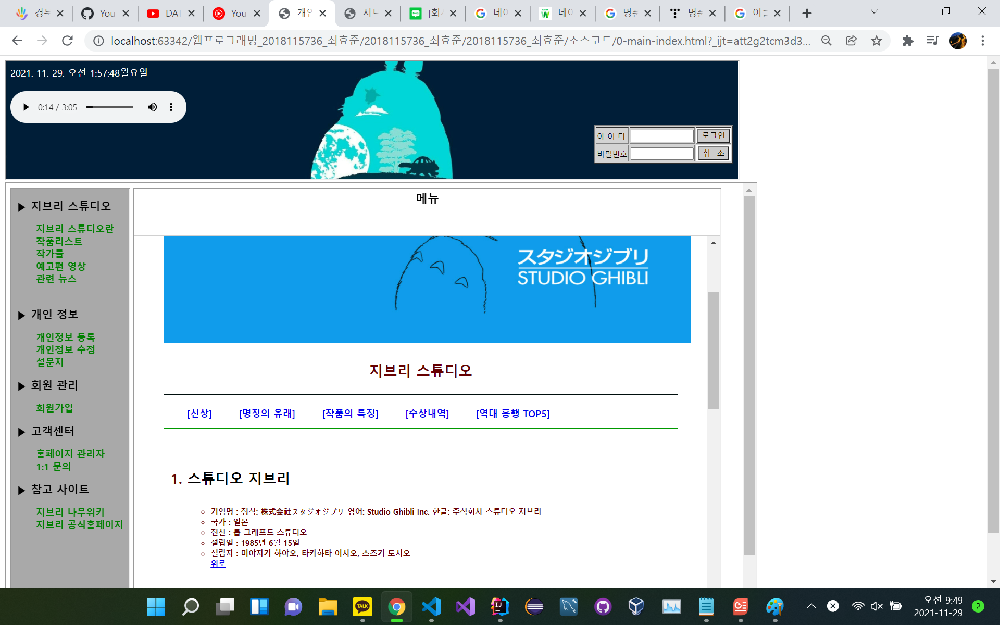 경북
You
DAT
You
개인
지브
[회사
네이
네이
명품
명품
이클
localhost:63342/웹프로그래밍_2018115736_최효준/2018115736_최효준/2018115736_최효준/소스코드/0-main-index.html?_ijt=att2g2tcm3d3...
2021. 11. 29. 오전 1:57:48월요일
0:14 / 3:05
아 이 디
로그인
비밀번호
취 소
메뉴
▶ 지브리 스튜디오
지브리 스튜디오란
작품리스트
작가들
예고편 영상
관련 뉴스
▶ 개인 정보
개인정보 등록
개인정보 수정
설문지
▶ 회원 관리
회원가입
▶ 고객센터
홈페이지 관리자
1:1 문의
▶ 참고 사이트
지브리 나무위키
지브리 공식홈페이지
スタジオジブリ
STUDIO GHIBLI
지브리 스튜디오
[신상] [명칭의 유래] [작품의 특징] [수상내역] [역대 흥행 TOP5]
1. 스튜디오 지브리
기업명 : 정식: 株式会社スタジオジブリ 영어: Studio Ghibli Inc. 한글: 주식회사 스튜디오 지브리
국가 : 일본
전신 : 톱 크래프트 스튜디오
설립일 : 1985년 6월 15일
설립자 : 미야자키 하야오, 타카하타 이사오, 스즈키 토시오
위로
TALK
IJ
오전 9:49
2021-11-29
2